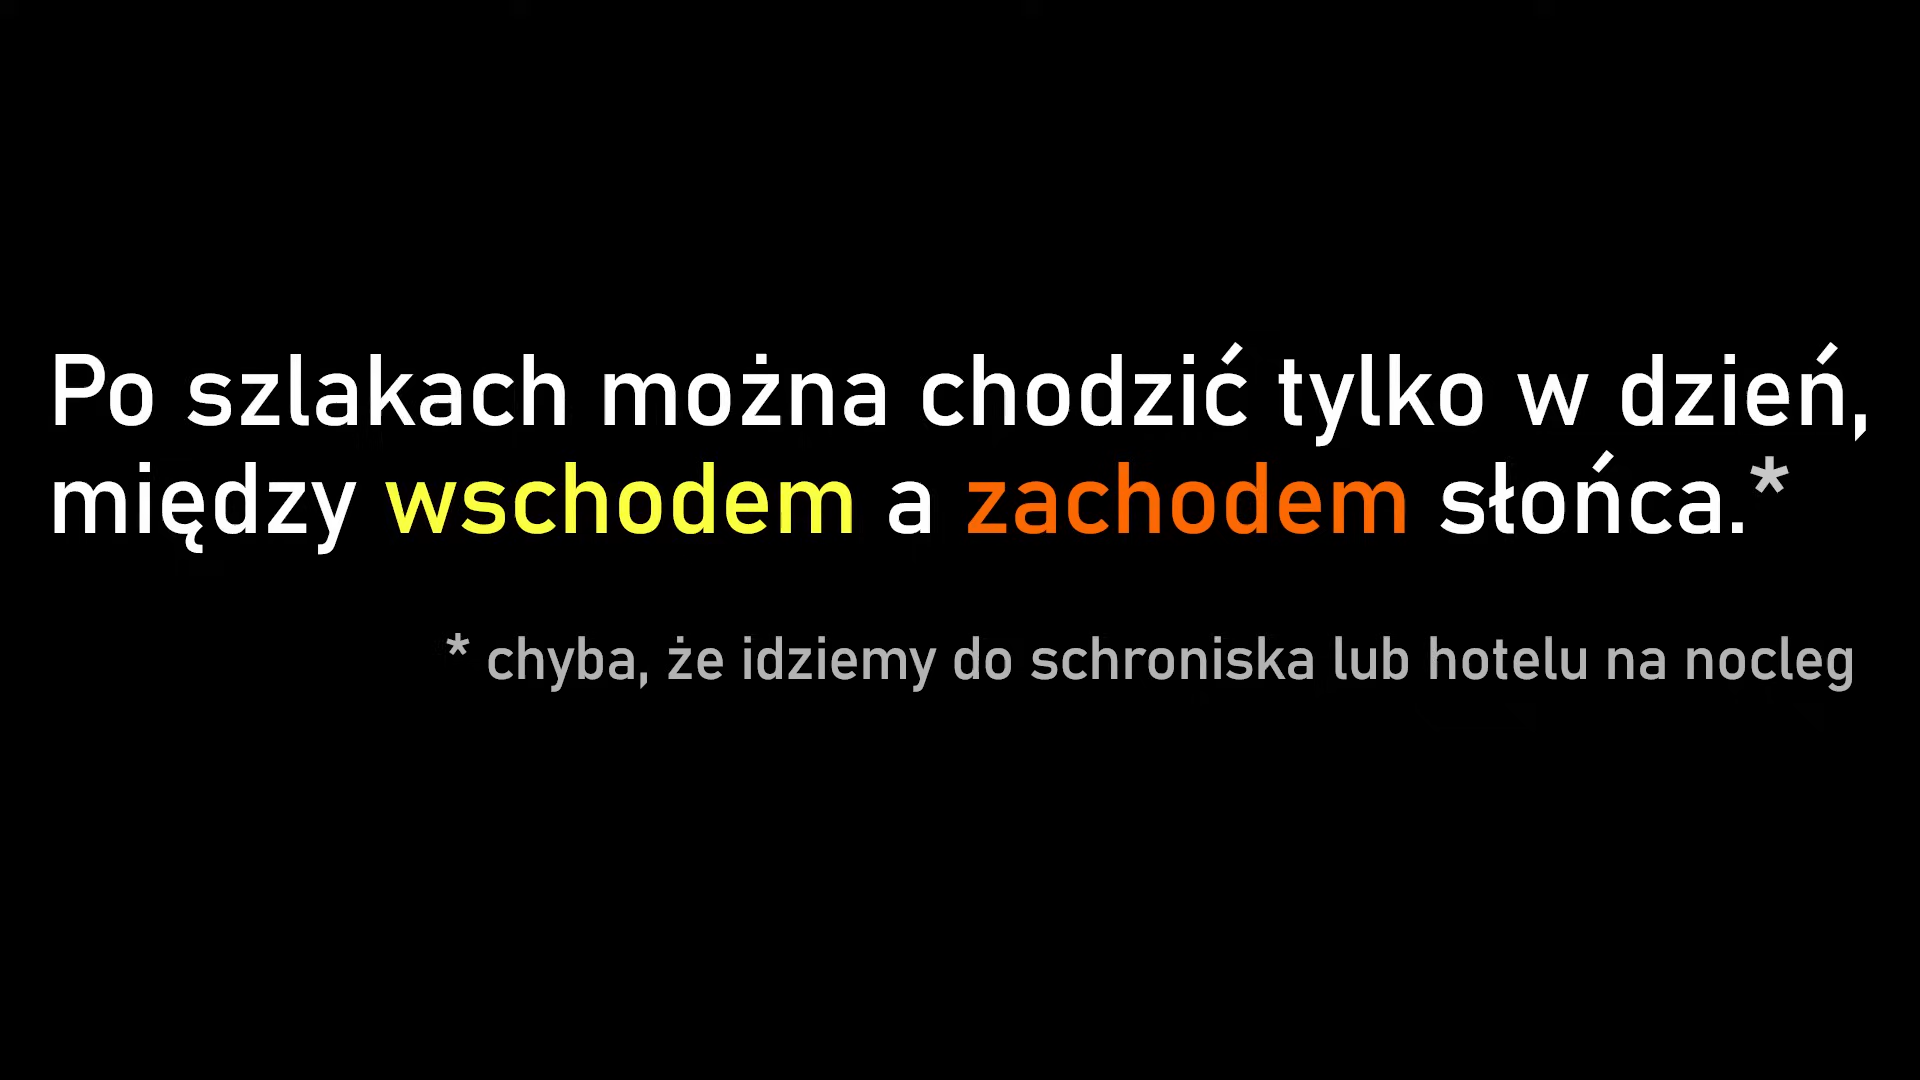 Po szlakach można chodzić tylko w dzień,
między wschodem a zachodem słońca.*
* chyba, że idziemy do schroniska lub hotelu na nocleg